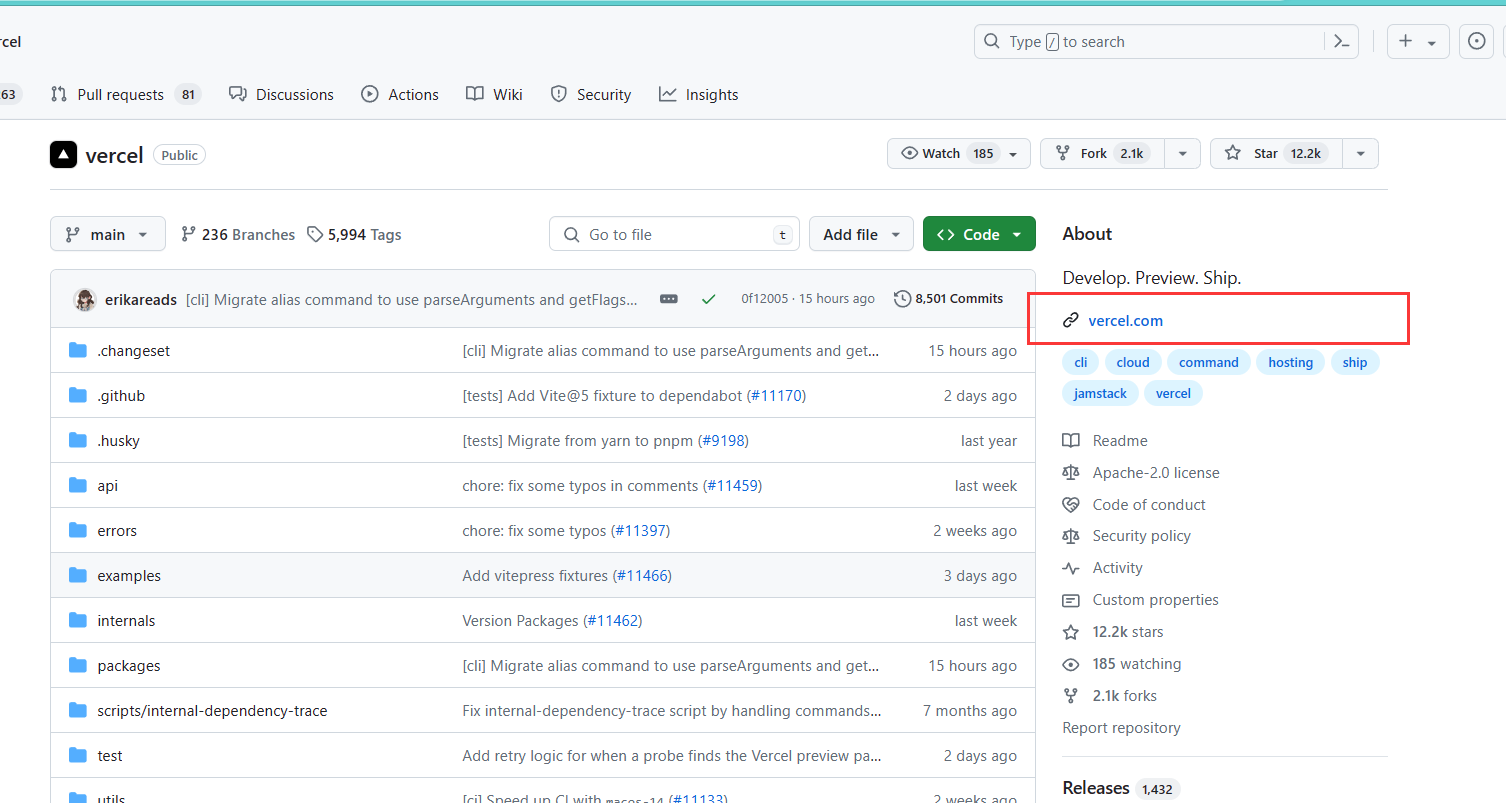 rcel
Type / to search
63 Pull requests 81 Discussions Actions Wiki Security Insights
vercel Public Watch 185 Fork 2.1k Star 12.2k
main 236 Branches 5,994 Tags Go to file t Add file Code
erikareads [cli] Migrate alias command to use parseArguments and getFlags... 0f12005 · 15 hours ago 8,501 Commits
.changeset [cli] Migrate alias command to use parseArguments and get... 15 hours ago
.github [tests] Add Vite@5 fixture to dependabot (#11170) 2 days ago
.husky [tests] Migrate from yarn to pnpm (#9198) last year
api chore: fix some typos in comments (#11459) last week
errors chore: fix some typos (#11397) 2 weeks ago
examples Add vitepress fixtures (#11466) 3 days ago
internals Version Packages (#11462) last week
packages [cli] Migrate alias command to use parseArguments and get... 15 hours ago
scripts/internal-dependency-trace Fix internal-dependency-trace script by handling commands... 7 months ago
test Add retry logic for when a probe finds the Vercel preview pa... 2 days ago
utils [ci] Speed up CI with macos-14 (#11133) 2 weeks ago
About
Develop. Preview. Ship.
vercel.com
cli cloud command hosting ship
jamstack vercel
Readme
Apache-2.0 license
Code of conduct
Security policy
Activity
Custom properties
12.2k stars
185 watching
2.1k forks
Report repository
Releases 1,432